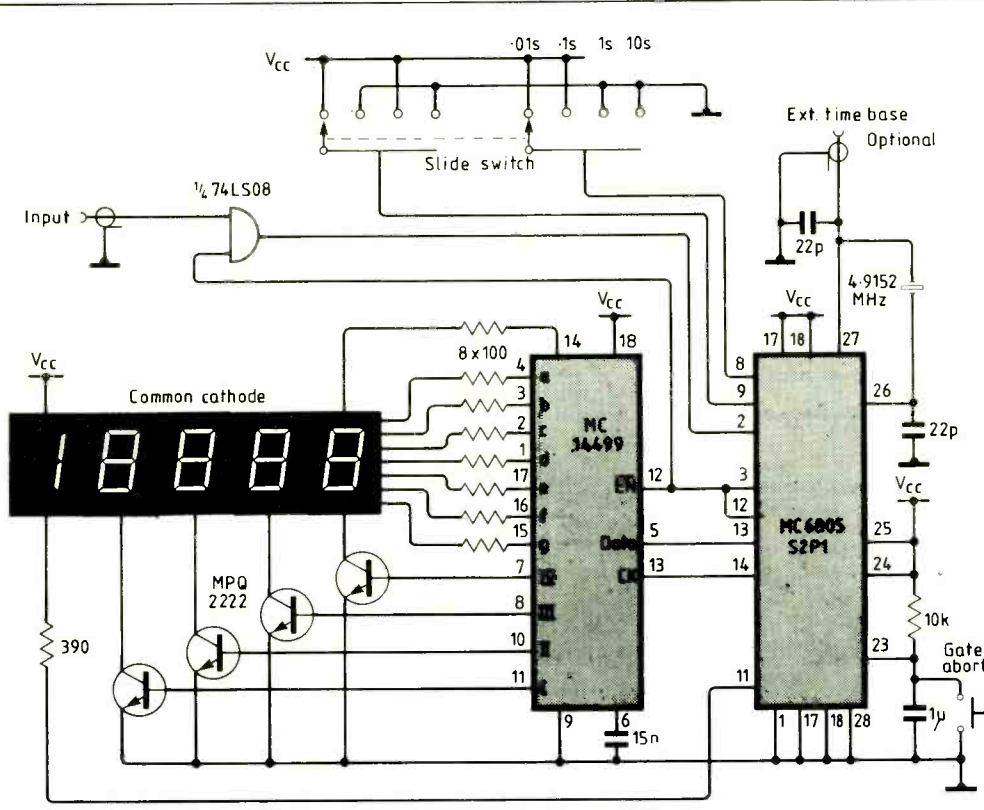 ·01s ·1s 1s 10s
Vcc
Ext. time base
Optional
Slide switch
¼ 74LS08
Input
22p
4·9152
MHz
Vcc
Vcc
17 18 27
14 18
8 x 100
8
9
2
26
22p
Vcc
Common cathode
4 a
3 b
2 c
1 d
17 e
16 f
15 g
MC
14499
12
5 Data
13
Vcc
3
12
13
14
MC6805
S2P1
25
24
10k
23
Gate
abort
1μ
MPQ
2222
7 IV
8 III
10 II
11 I
390
11
9 6
15n
1 17 18 28